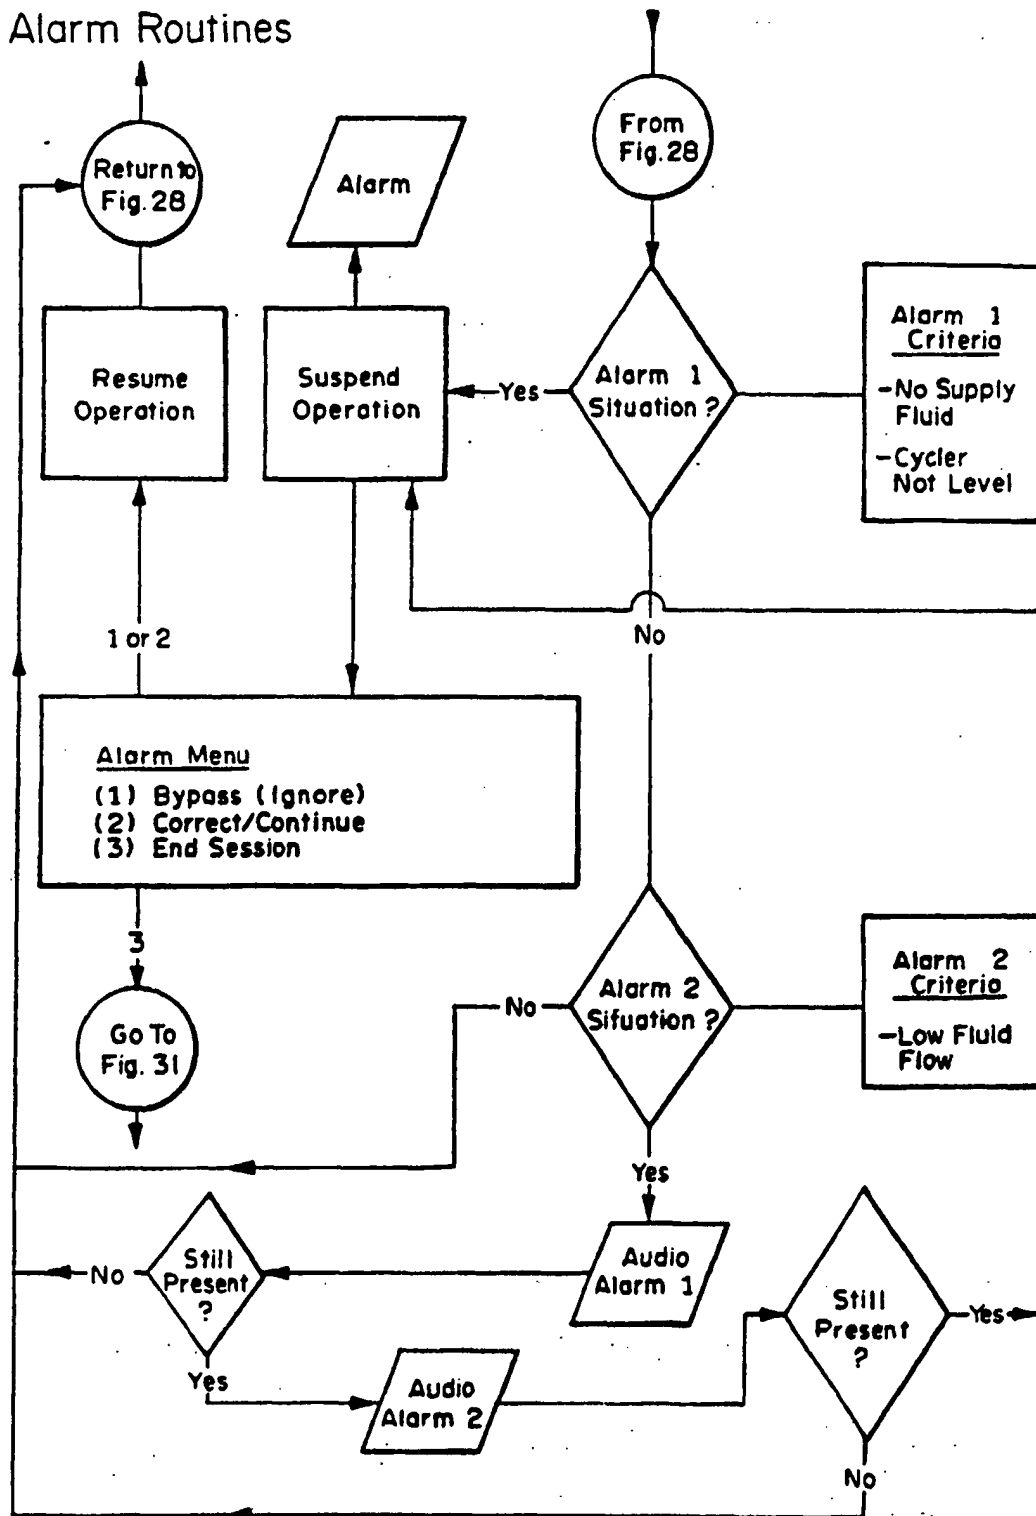 Alarm Routines
From
Fig. 28
Return to
Fig. 28
Alarm
Alarm 1
Criteria
-No Supply
Fluid
-Cycler
Not Level
Resume
Operation
Suspend
Operation
Yes
Alarm 1
Situation ?
No
1 or 2
Alarm Menu
(1) Bypass (Ignore)
(2) Correct/Continue
(3) End Session
3
Go To
Fig. 31
No
Alarm 2
Sifuation ?
Alarm 2
Criteria
-Low Fluid
Flow
Yes
Audio
Alarm 1
Still
Present
?
No
Yes
Audio
Alarm 2
Still
Present
?
Yes
No